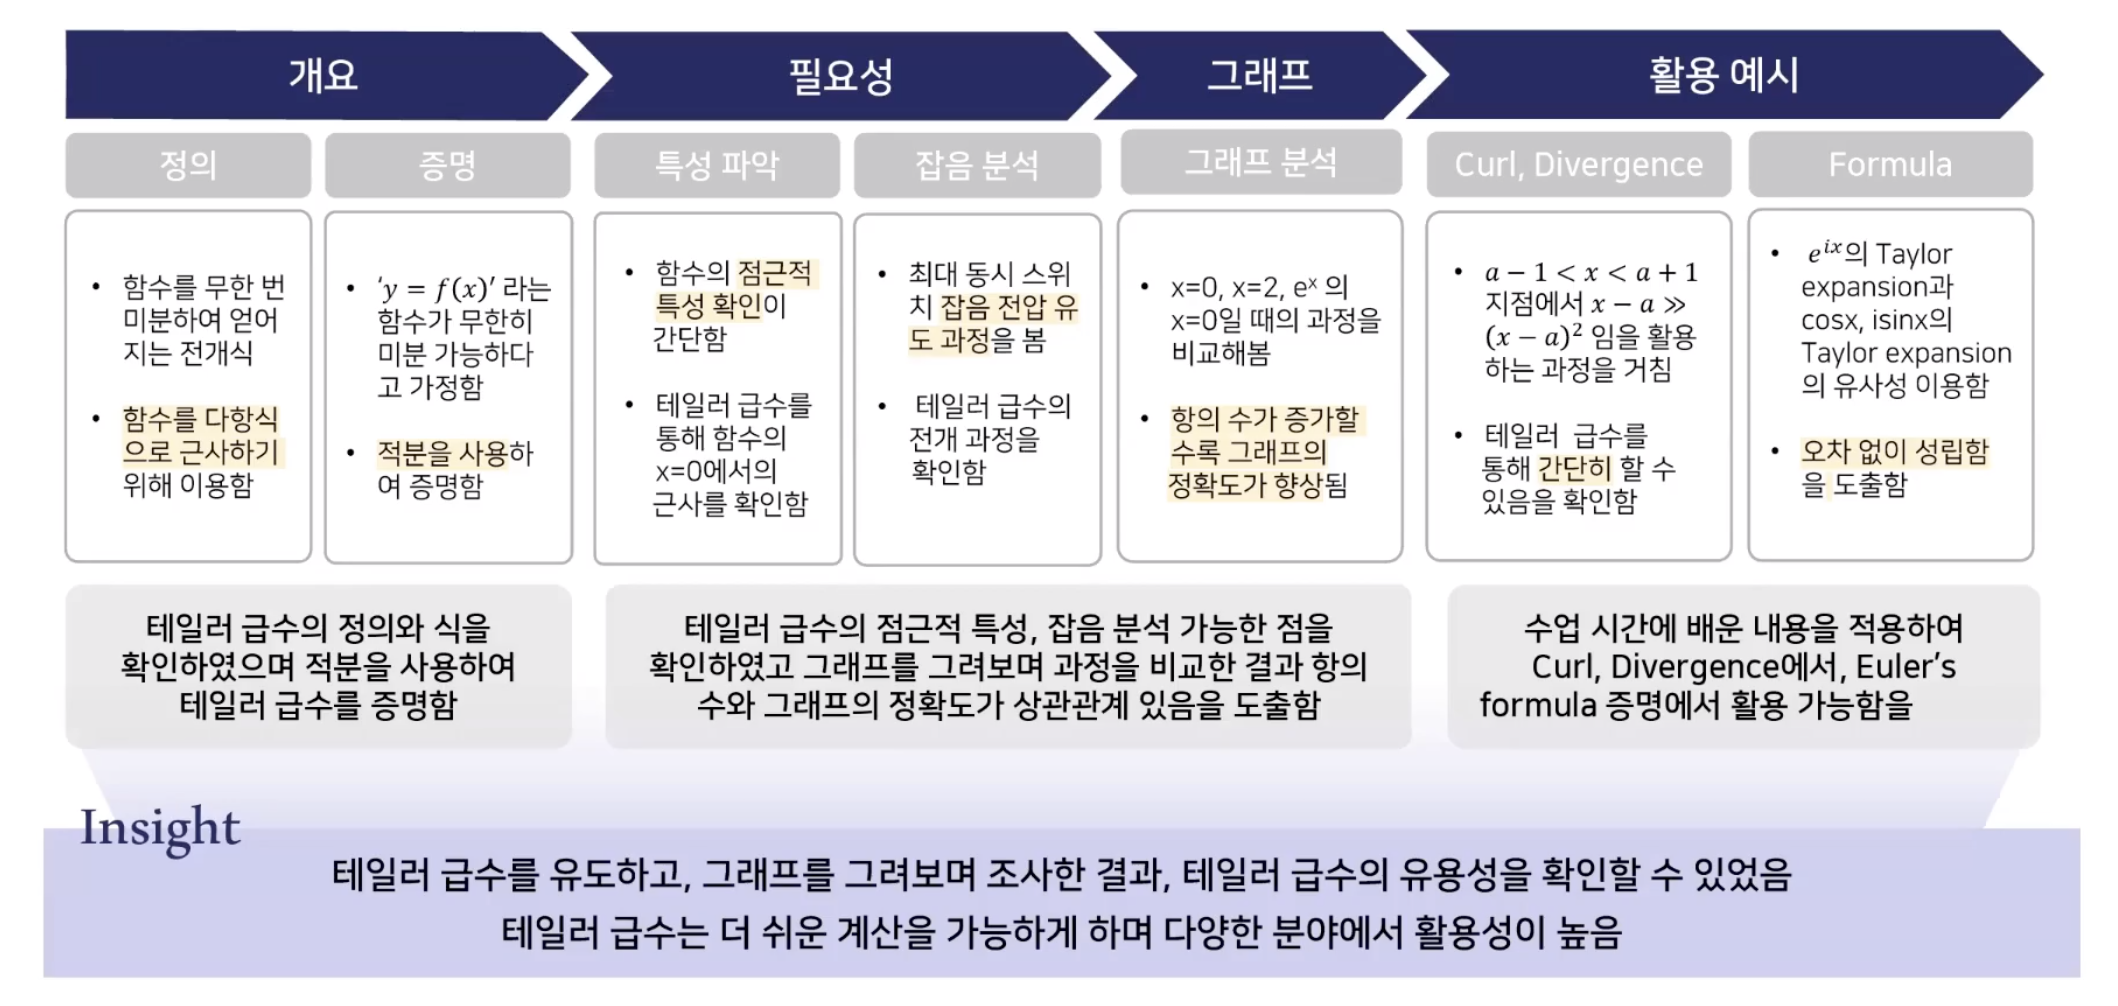 개요
필요성
그래프
활용 예시
정의
증명
특성 파악
잡음 분석
그래프 분석
Curl, Divergence
Formula
• 함수를 무한 번
미분하여 얻어
지는 전개식
• 함수를 다항식
으로 근사하기
위해 이용함
• ‘y = f(x)’ 라는
함수가 무한히
미분 가능하다
고 가정함
• 적분을 사용하
여 증명함
• 함수의 점근적
특성 확인이
간단함
• 테일러 급수를
통해 함수의
x=0에서의
근사를 확인함
• 최대 동시 스위
치 잡음 전압 유
도 과정을 봄
• 테일러 급수의
전개 과정을
확인함
• x=0, x=2, eˣ 의
x=0일 때의 과정을
비교해봄
• 항의 수가 증가할
수록 그래프의
정확도가 향상됨
• a − 1 < x < a + 1
지점에서 x − a ≫
(x − a)² 임을 활용
하는 과정을 거침
• 테일러 급수를
통해 간단히 할 수
있음을 확인함
• eⁱˣ의 Taylor
expansion과
cosx, isinx의
Taylor expansion
의 유사성 이용함
• 오차 없이 성립함
을 도출함
테일러 급수의 정의와 식을
확인하였으며 적분을 사용하여
테일러 급수를 증명함
테일러 급수의 점근적 특성, 잡음 분석 가능한 점을
확인하였고 그래프를 그려보며 과정을 비교한 결과 항의
수와 그래프의 정확도가 상관관계 있음을 도출함
수업 시간에 배운 내용을 적용하여
Curl, Divergence에서, Euler’s
formula 증명에서 활용 가능함을
Insight
테일러 급수를 유도하고, 그래프를 그려보며 조사한 결과, 테일러 급수의 유용성을 확인할 수 있었음
테일러 급수는 더 쉬운 계산을 가능하게 하며 다양한 분야에서 활용성이 높음